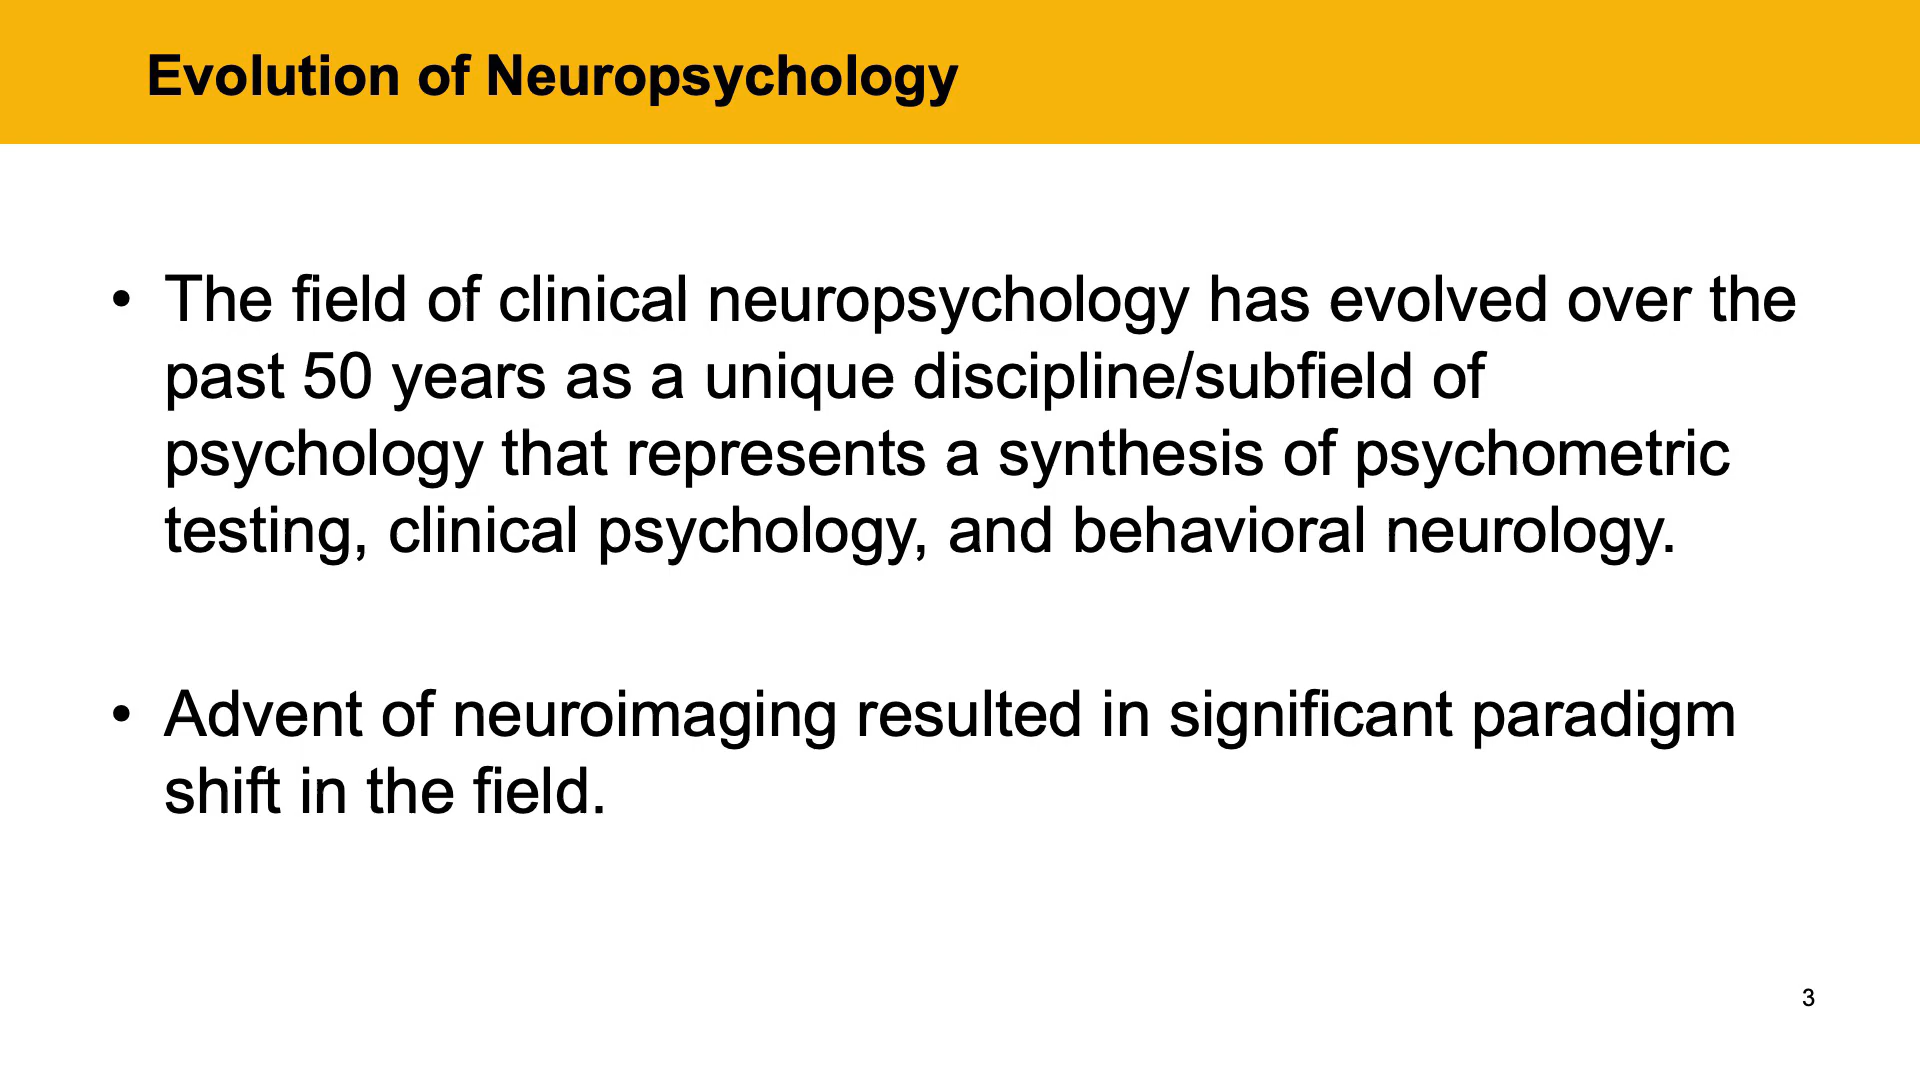 Evolution of Neuropsychology
• The field of clinical neuropsychology has evolved over the
past 50 years as a unique discipline/subfield of
psychology that represents a synthesis of psychometric
testing, clinical psychology, and behavioral neurology.
• Advent of neuroimaging resulted in significant paradigm
shift in the field.
3